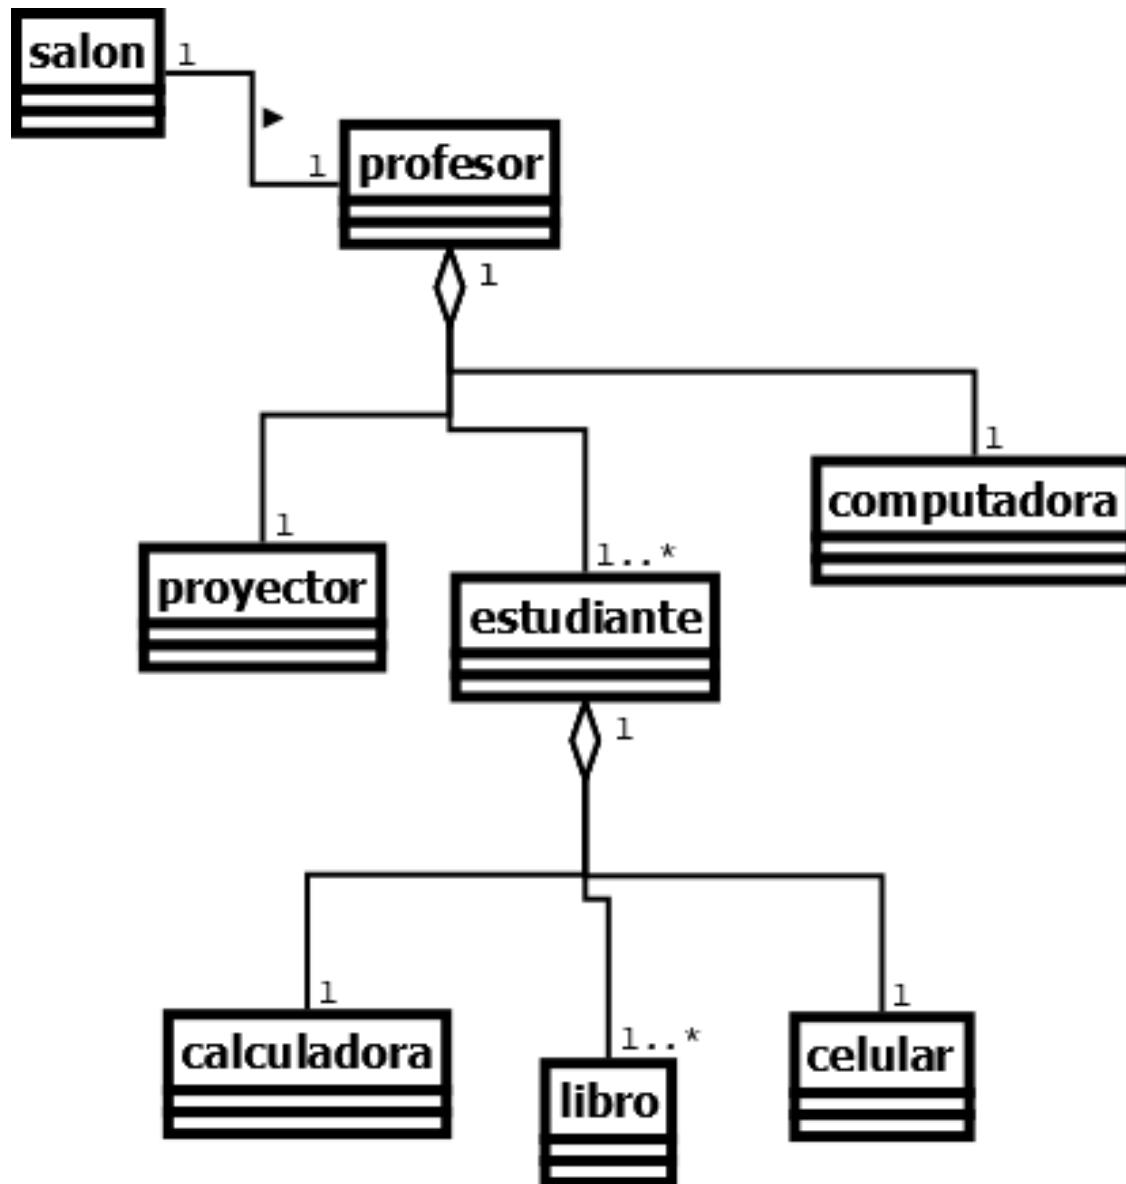 salon
1
1
profesor
1
1
computadora
1
proyector
1..*
estudiante
1
1
calculadora
1..*
libro
1
celular